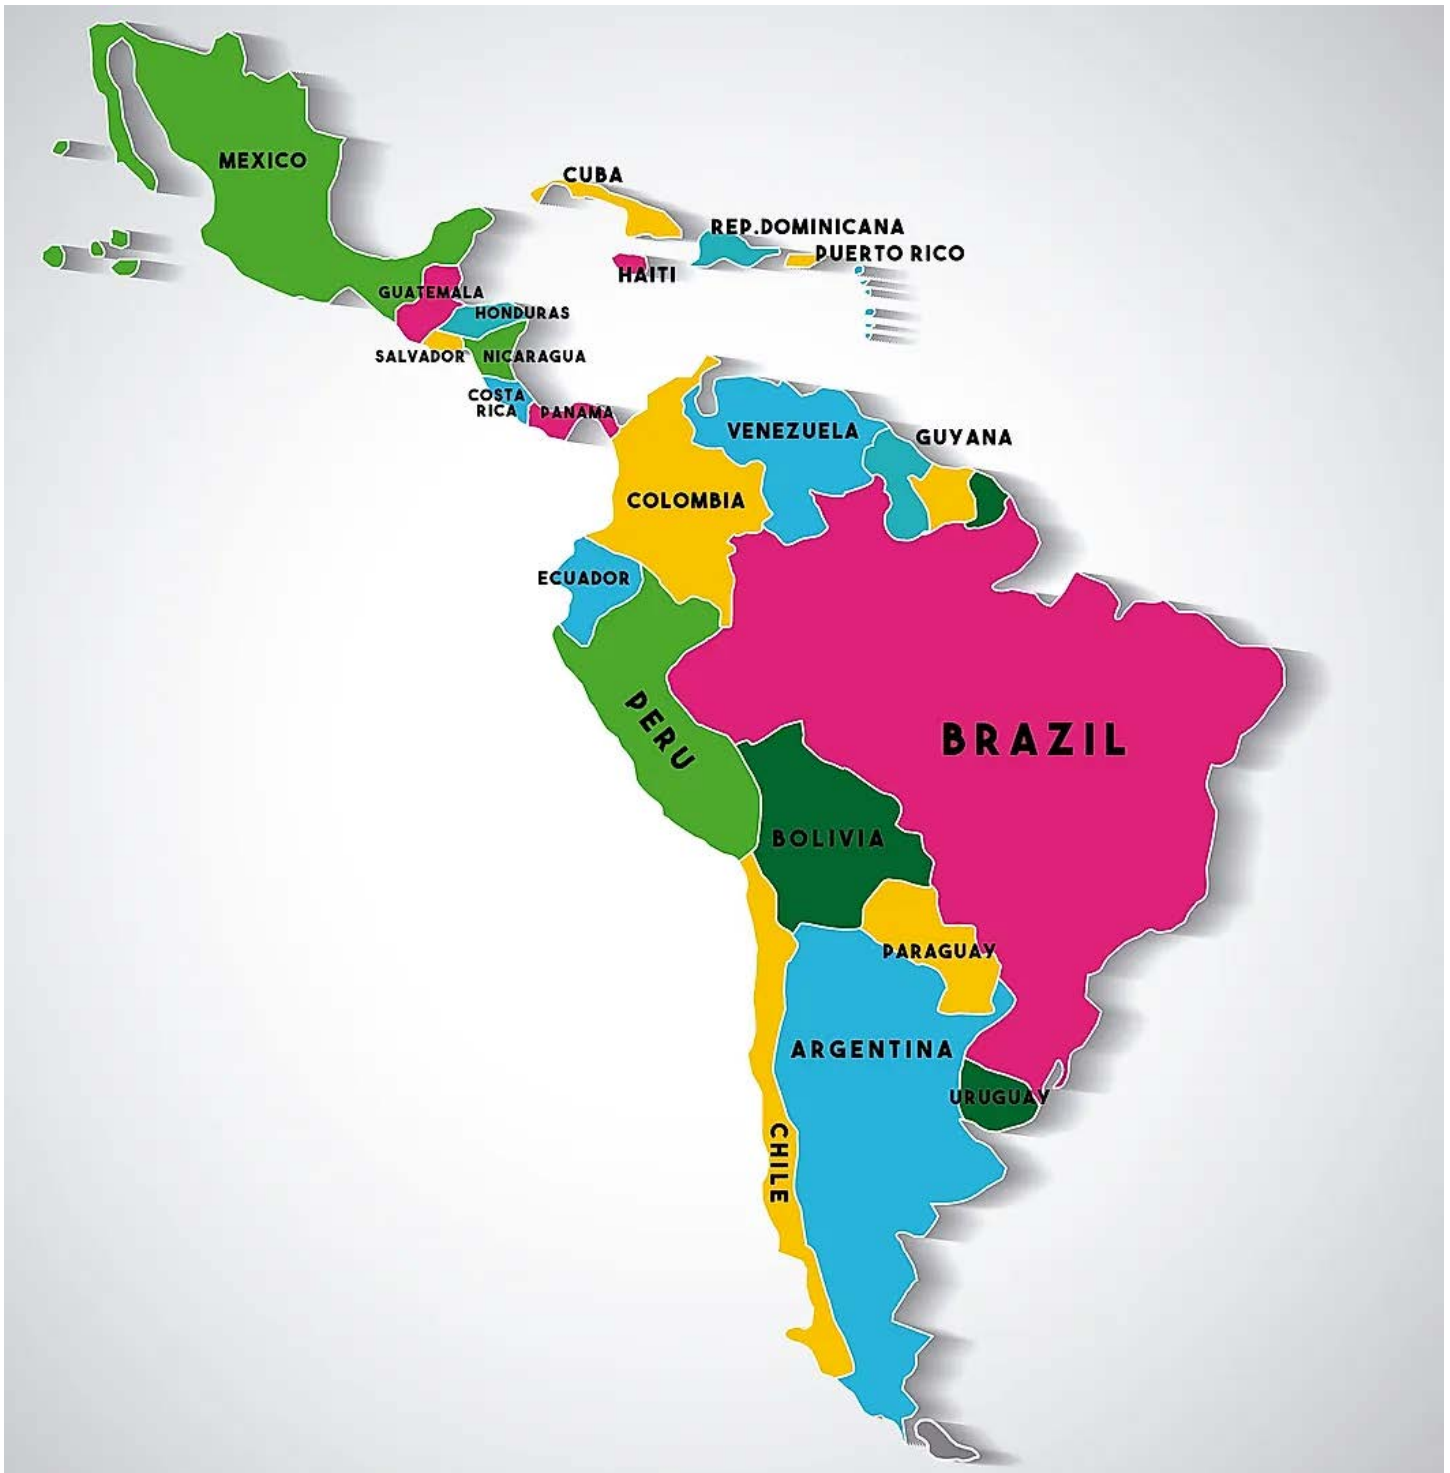 MEXICO
CUBA
REP.DOMINICANA
PUERTO RICO
HAITI
GUATEMALA
HONDURAS
SALVADOR
NICARAGUA
COSTA
RICA
PANAMA
VENEZUELA
GUYANA
COLOMBIA
ECUADOR
PERU
BRAZIL
BOLIVIA
PARAGUAY
ARGENTINA
URUGUAY
CHILE